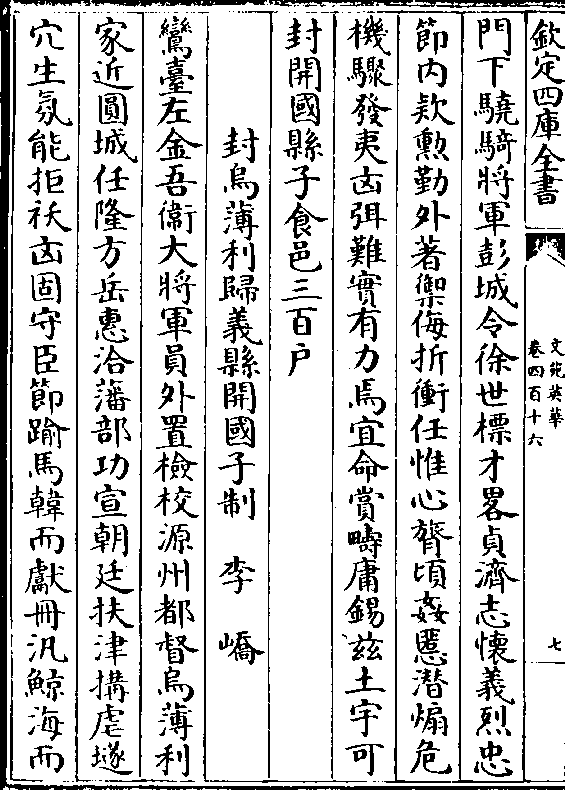 欽定四庫全書
文苑英華
卷四百十六
七
門下驍騎將軍彭城令徐世標才畧貞濟志懷義烈忠
節内欵勲勤外著禦侮折衝任惟心膂頃姦慝潜煽危
機驟發夷凶弭難實有力焉宜命賞疇庸錫兹土宇可
封開國縣子食邑三百户
封烏薄利歸義縣開國子制　李　嶠
鸞臺左金吾衛大將軍員外置檢校源州都督烏薄利
家近圓城任隆方岳惠洽藩部功宣朝廷扶津搆虐墜
穴生氛能拒祅凶固守臣節踰馬韓而獻冊汎鯨海而